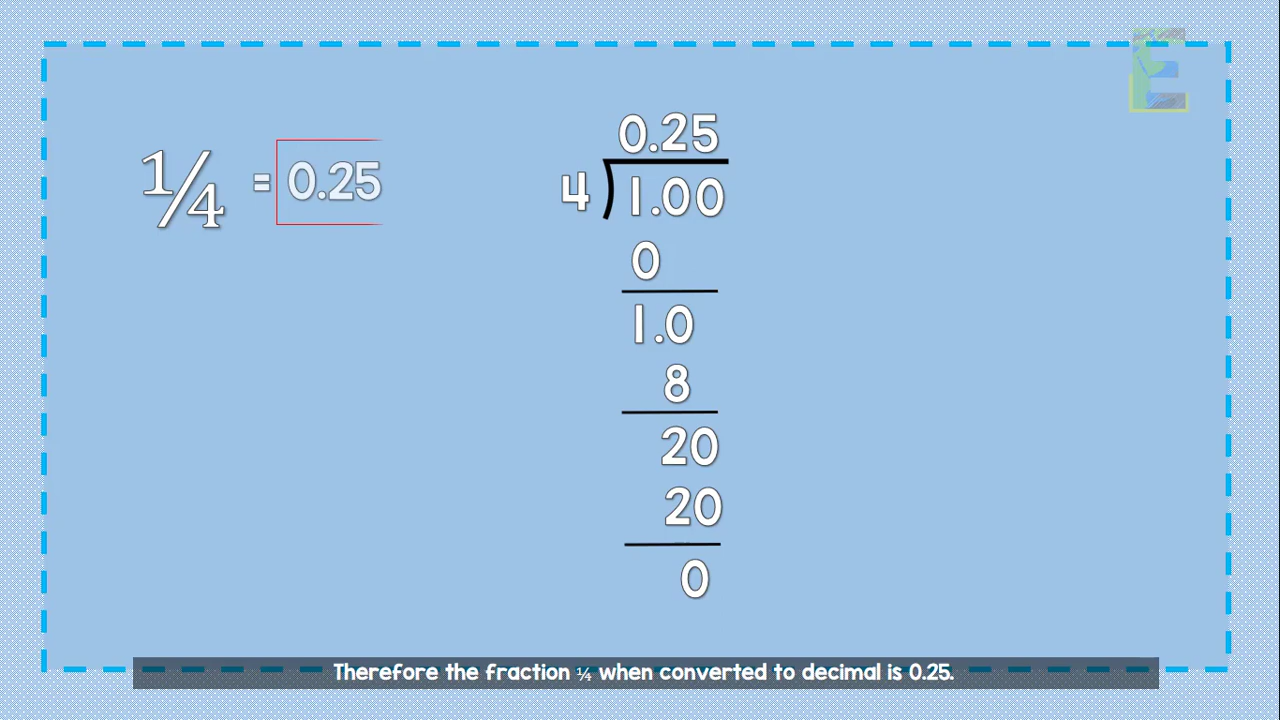 ¼ = 0.25
0.25
4 1.00
0
1.0
8
20
20
0
E
Therefore the fraction ¼ when converted to decimal is 0.25.